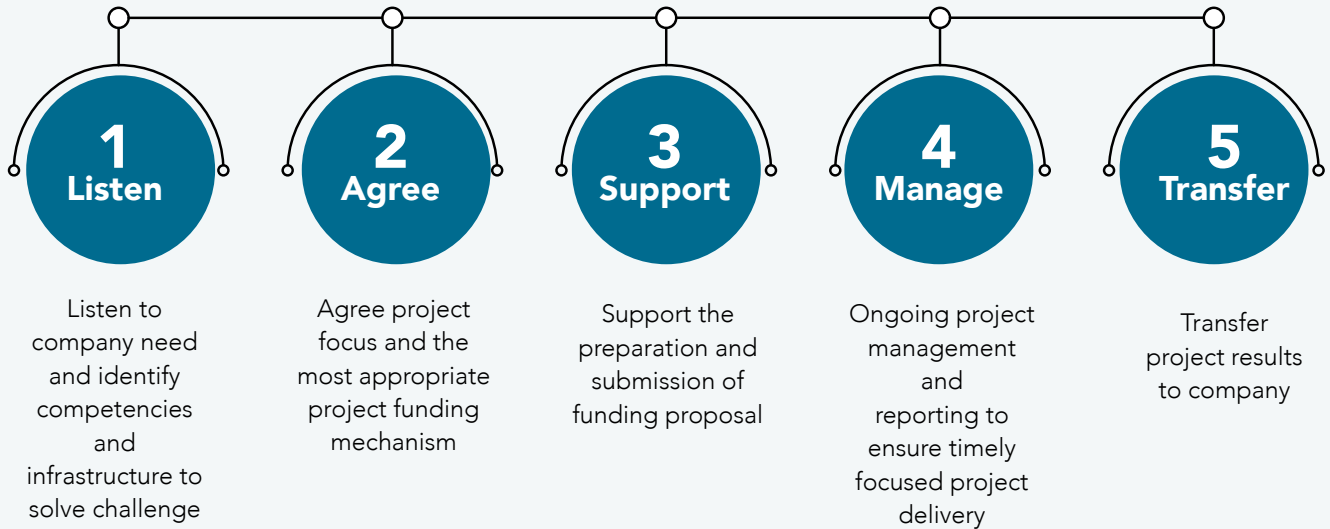 1
Listen
Listen to
company need
and identify
competencies
and
infrastructure to
solve challenge
2
Agree
Agree project
focus and the
most appropriate
project funding
mechanism
3
Support
Support the
preparation and
submission of
funding proposal
4
Manage
Ongoing project
management
and
reporting to
ensure timely
focused project
delivery
5
Transfer
Transfer
project results
to company